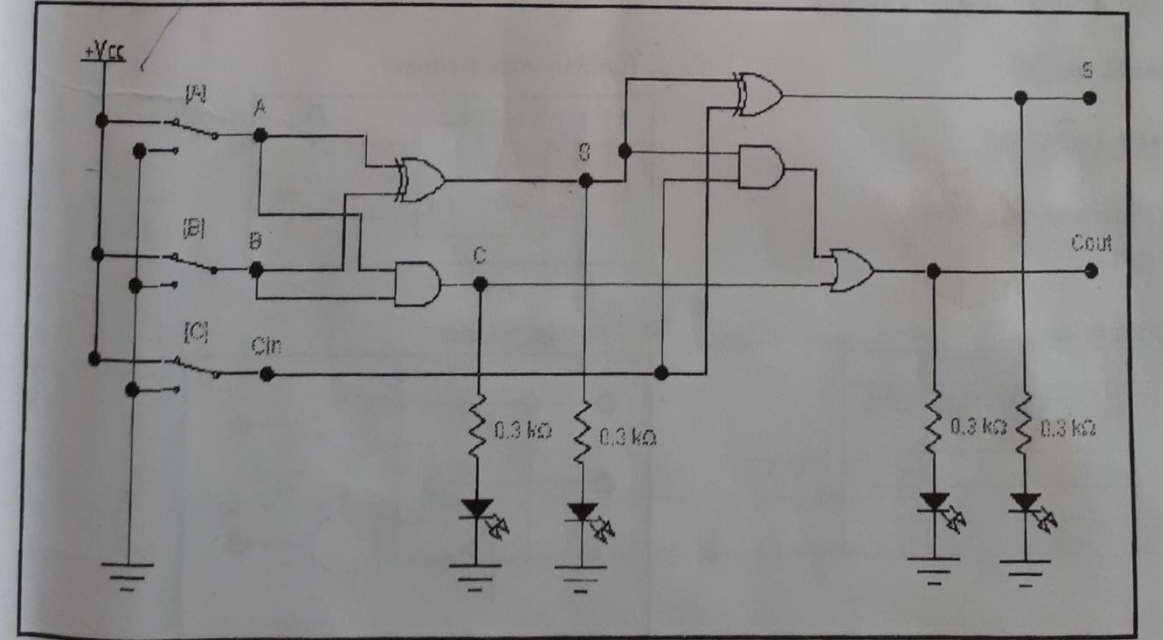 +Vcc
[A]
A
S
S
[B]
B
C
Cout
[C]
Cin
0.3 kΩ
0.3 kΩ
0.3 kΩ
0.3 kΩ